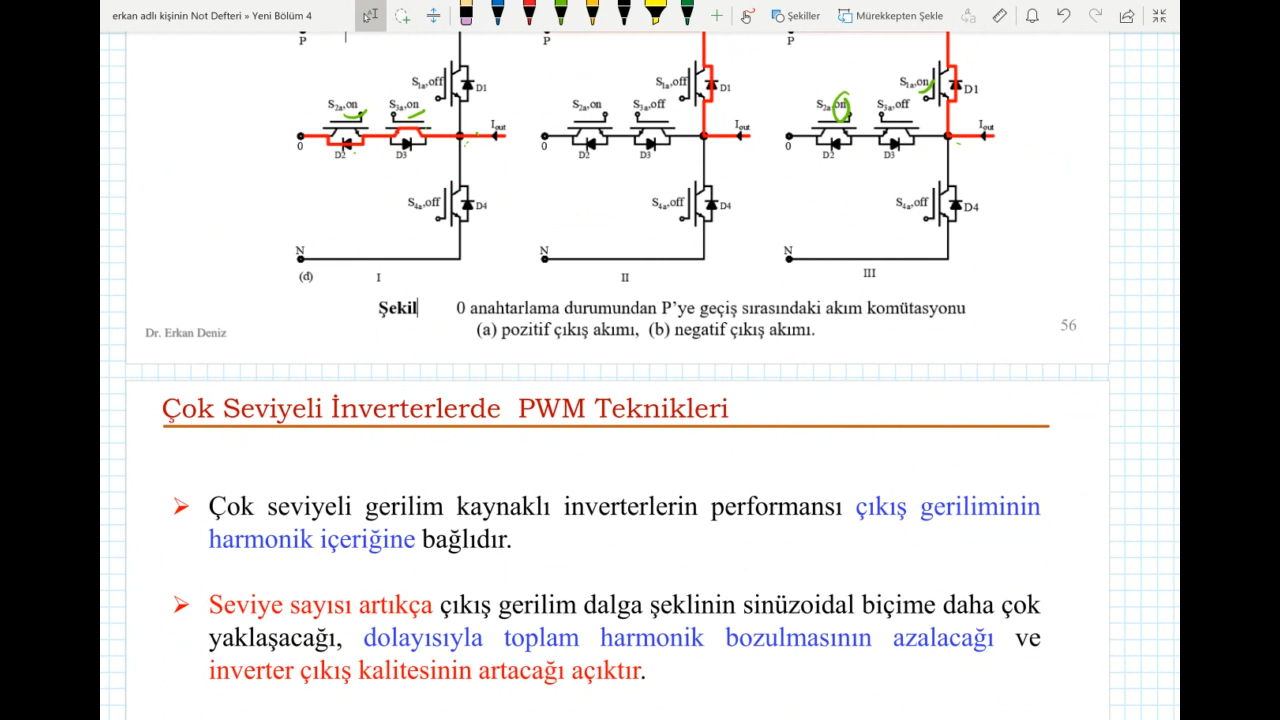 erkan adlı kişinin Not Defteri » Yeni Bölüm 4
Şekiller
Mürekkepten Şekle
P
P
P
S1a,off
D1
S1a,off
D1
S1a,on
D1
S2a,on
S3a,on
S2a,on
S3a,off
S2a,on
S3a,off
Iout
Iout
Iout
0
0
0
D2
D3
D2
D3
D2
D3
S4a,off
D4
S4a,off
D4
S4a,off
D4
N
N
N
(d)
I
II
III
Şekil 0 anahtarlama durumundan P’ye geçiş sırasındaki akım komütasyonu
(a) pozitif çıkış akımı, (b) negatif çıkış akımı.
Dr. Erkan Deniz
56
Çok Seviyeli İnverterlerde PWM Teknikleri
Çok seviyeli gerilim kaynaklı inverterlerin performansı çıkış geriliminin
harmonik içeriğine bağlıdır.
Seviye sayısı artıkça çıkış gerilim dalga şeklinin sinüzoidal biçime daha çok
yaklaşacağı, dolayısıyla toplam harmonik bozulmasının azalacağı ve
inverter çıkış kalitesinin artacağı açıktır.